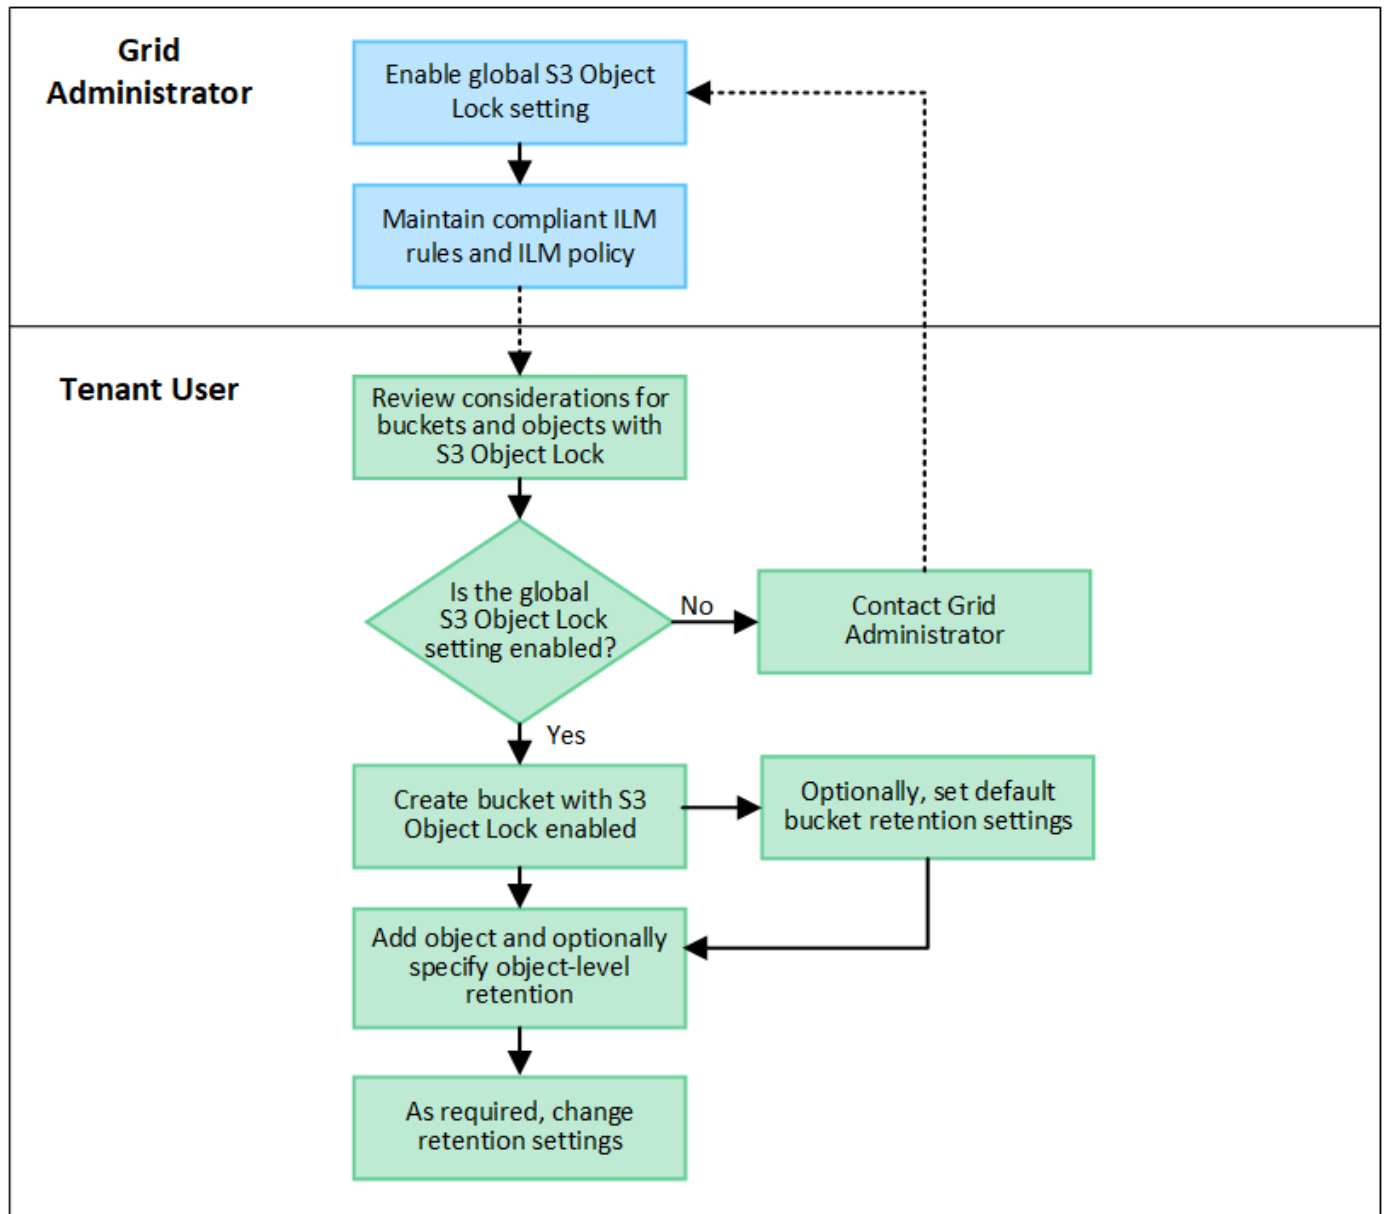 Grid
Administrator
Enable global S3 Object
Lock setting
Maintain compliant ILM
rules and ILM policy
Tenant User
Review considerations for
buckets and objects with
S3 Object Lock
Is the global
S3 Object Lock
setting enabled?
No
Contact Grid
Administrator
Yes
Create bucket with S3
Object Lock enabled
Optionally, set default
bucket retention settings
Add object and optionally
specify object-level
retention
As required, change
retention settings